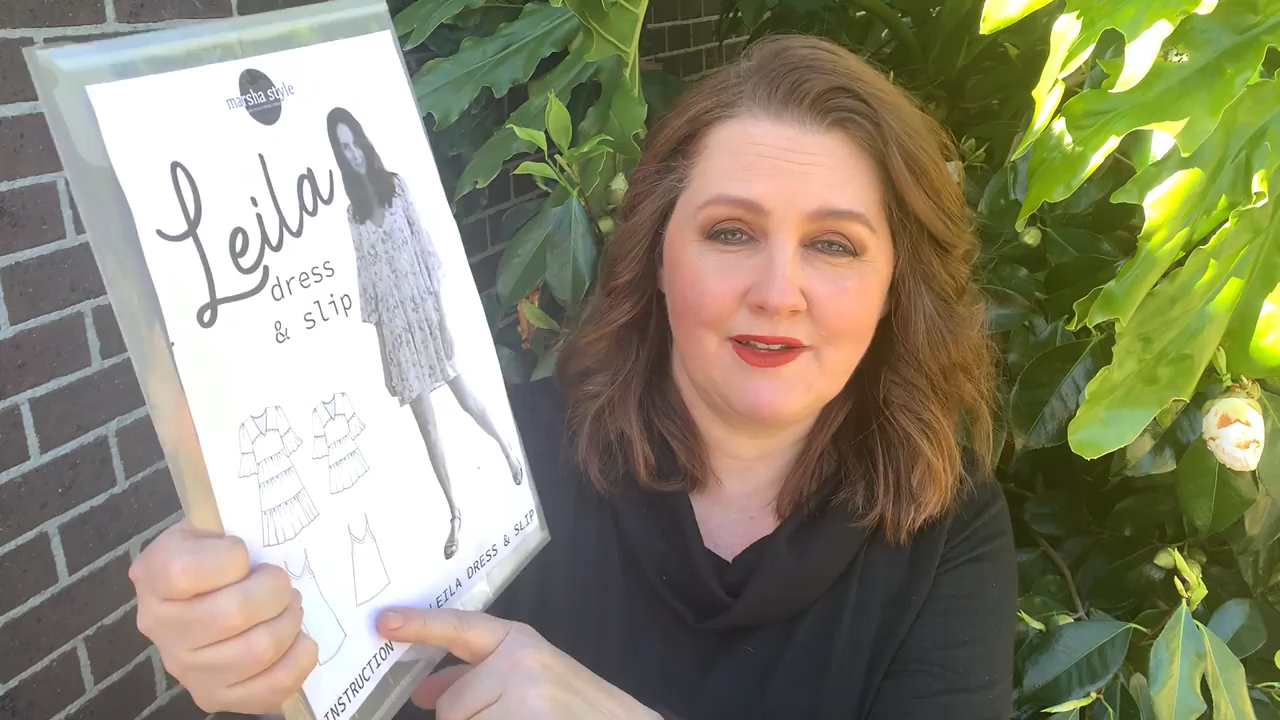 marsha style
Leila
dress
& slip
INSTRUCTION
LEILA DRESS & SLIP